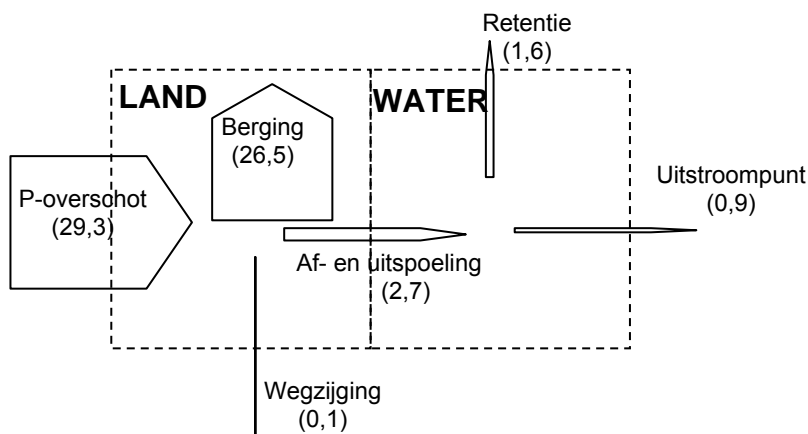 Retentie
(1,6)
LAND
WATER
Berging
(26,5)
P-overschot
(29,3)
Uitstroompunt
(0,9)
Af- en uitspoeling
(2,7)
Wegzijging
(0,1)